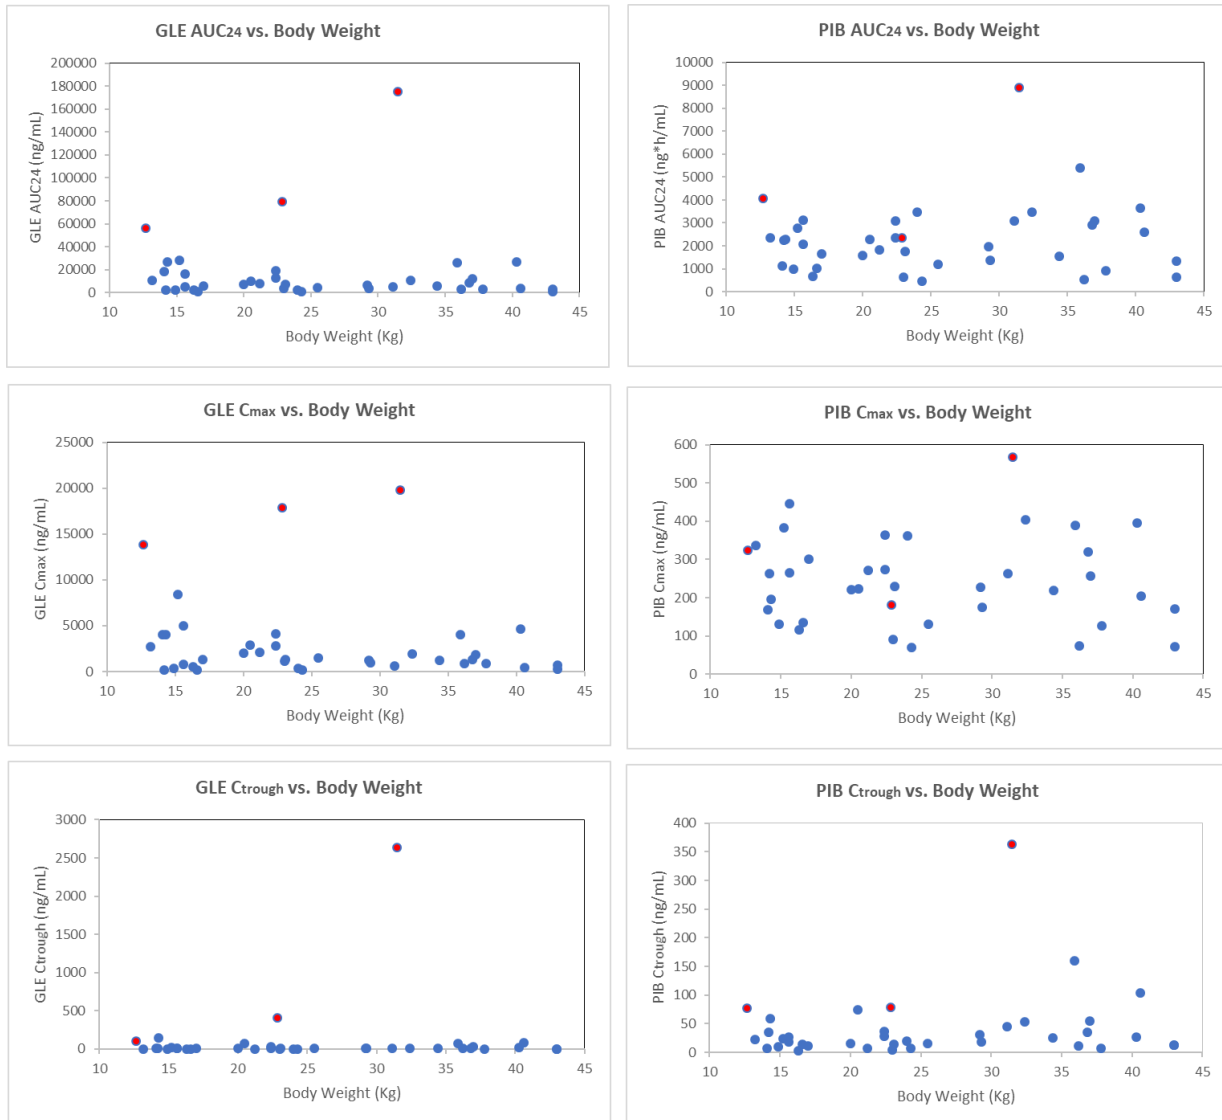 GLE AUC24 vs. Body Weight
GLE AUC24 (ng/mL)
200000
180000
160000
140000
120000
100000
80000
60000
40000
20000
0
10 15 20 25 30 35 40 45
Body Weight (Kg)
PIB AUC24 vs. Body Weight
PIB AUC24 (ng*h/mL)
10000
9000
8000
7000
6000
5000
4000
3000
2000
1000
0
10 15 20 25 30 35 40 45
Body Weight (Kg)
GLE Cmax vs. Body Weight
GLE Cmax (ng/mL)
25000
20000
15000
10000
5000
0
10 15 20 25 30 35 40 45
Body Weight (Kg)
PIB Cmax vs. Body Weight
PIB Cmax (ng/mL)
600
500
400
300
200
100
0
10 15 20 25 30 35 40 45
Body Weight (Kg)
GLE Ctrough vs. Body Weight
GLE Ctrough (ng/mL)
3000
2500
2000
1500
1000
500
0
10 15 20 25 30 35 40 45
Body Weight (Kg)
PIB Ctrough vs. Body Weight
PIB Ctrough (ng/mL)
400
350
300
250
200
150
100
50
0
10 15 20 25 30 35 40 45
Body Weight (Kg)